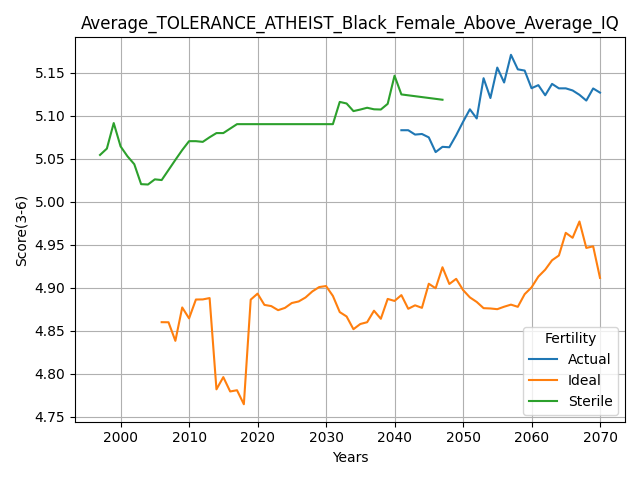 Average_TOLERANCE_ATHEIST_Black_Female_Above_Average_IQ
Score(3-6)
5.15
5.10
5.05
5.00
4.95
4.90
4.85
4.80
4.75
Fertility
Actual
Ideal
Sterile
2000 2010 2020 2030 2040 2050 2060 2070
Years